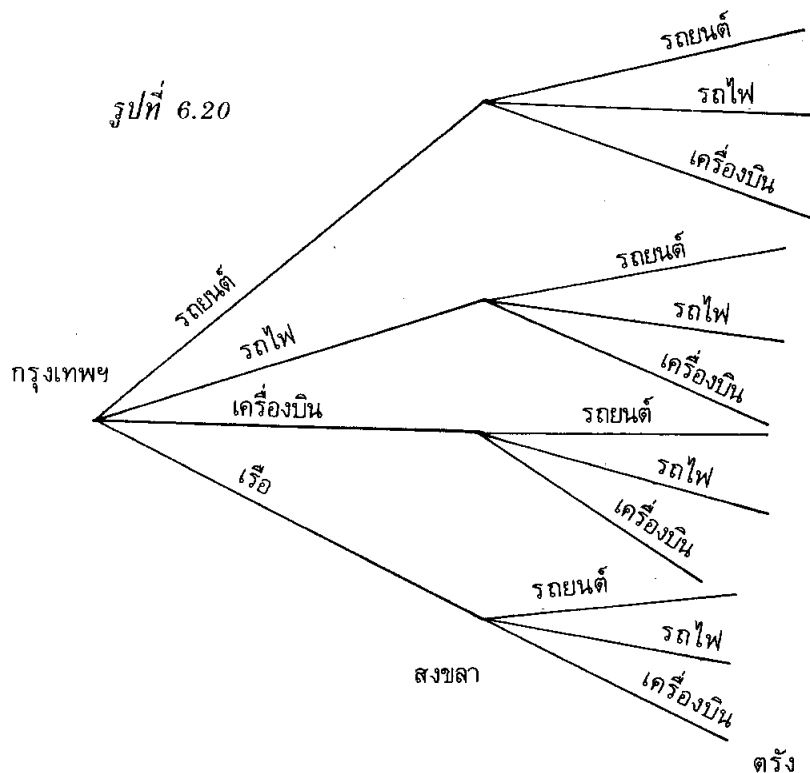 รถยนต์
รูปที่ 6.20
รถไฟ
เครื่องบิน
รถยนต์
รถยนต์
รถไฟ
รถไฟ
เครื่องบิน
กรุงเทพฯ
เครื่องบิน
รถยนต์
รถไฟ
เรือ
เครื่องบิน
รถยนต์
รถไฟ
สงขลา
เครื่องบิน
ตรัง